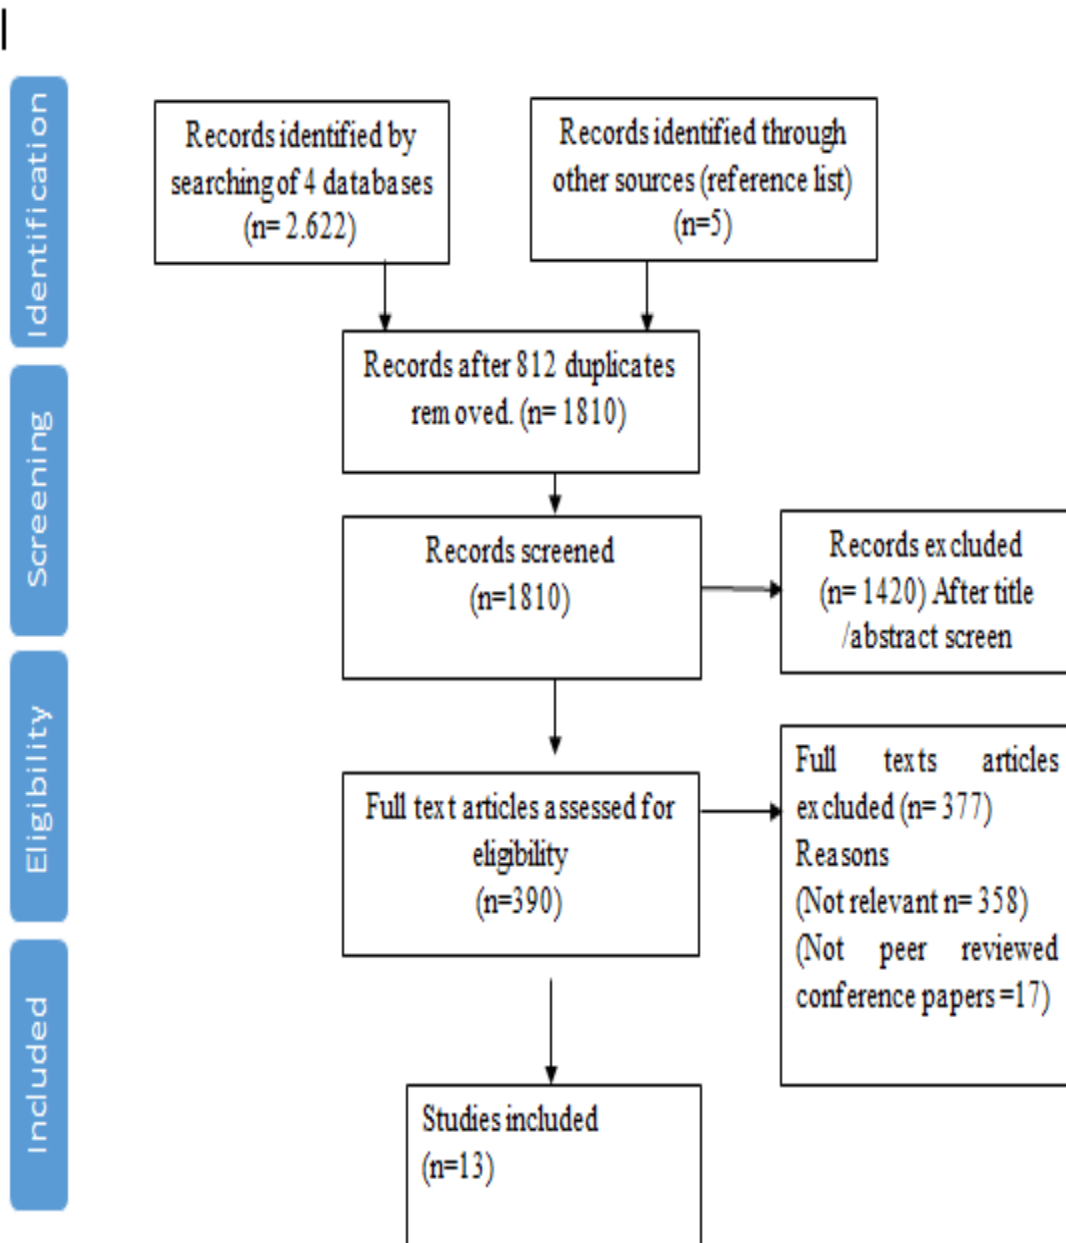 Identification
Records identified by
searching of 4 databases
(n= 2.622)
Records identified through
other sources (reference list)
(n=5)
Records after 812 duplicates
removed. (n= 1810)
Screening
Records screened
(n=1810)
Records excluded
(n= 1420) After title
/abstract screen
Eligibility
Full text articles assessed for
eligibility
(n=390)
Full texts articles
excluded (n= 377)
Reasons
(Not relevant n= 358)
(Not peer reviewed
conference papers =17)
Included
Studies included
(n=13)